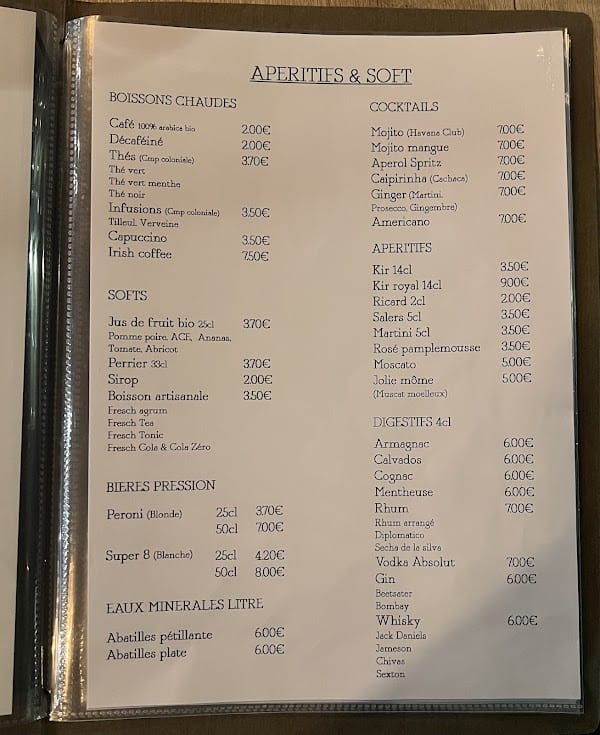 APERITIFS & SOFT
BOISSONS CHAUDES
Café 100% arabica bio 2.00€
Décaféiné 2.00€
Thés (Cmp coloniale) 3.70€
Thé vert
Thé vert menthe
Thé noir
Infusions (Cmp coloniale) 3.50€
Tilleul, Verveine
Capuccino 3.50€
Irish coffee 7.50€
SOFTS
Jus de fruit bio 25cl 3.70€
Pomme poire, ACE, Ananas,
Tomate, Abricot
Perrier 33cl 3.70€
Sirop 2.00€
Boisson artisanale 3.50€
Fresch agrum
Fresch Tea
Fresch Tonic
Fresch Cola & Cola Zéro
BIERES PRESSION
Peroni (Blonde) 25cl 3.70€
50cl 7.00€
Super 8 (Blanche) 25cl 4.20€
50cl 8.00€
EAUX MINERALES LITRE
Abatilles pétillante 6.00€
Abatilles plate 6.00€
COCKTAILS
Mojito (Havana Club) 7.00€
Mojito mangue 7.00€
Aperol Spritz 7.00€
Caipirinha (Cachaca) 7.00€
Ginger (Martini, 7.00€
Prosecco, Gingembre)
Americano 7.00€
APERITIFS
Kir 14cl 3.50€
Kir royal 14cl 9.00€
Ricard 2cl 2.00€
Salers 5cl 3.50€
Martini 5cl 3.50€
Rosé pamplemousse 3.50€
Moscato 5.00€
Jolie môme 5.00€
(Muscat moelleux)
DIGESTIFS 4cl
Armagnac 6.00€
Calvados 6.00€
Cognac 6.00€
Mentheuse 6.00€
Rhum 7.00€
Rhum arrangé
Diplomatico
Secha de la silva
Vodka Absolut 7.00€
Gin 6.00€
Beefsater
Bombay
Whisky 6.00€
Jack Daniels
Jameson
Chivas
Sexton